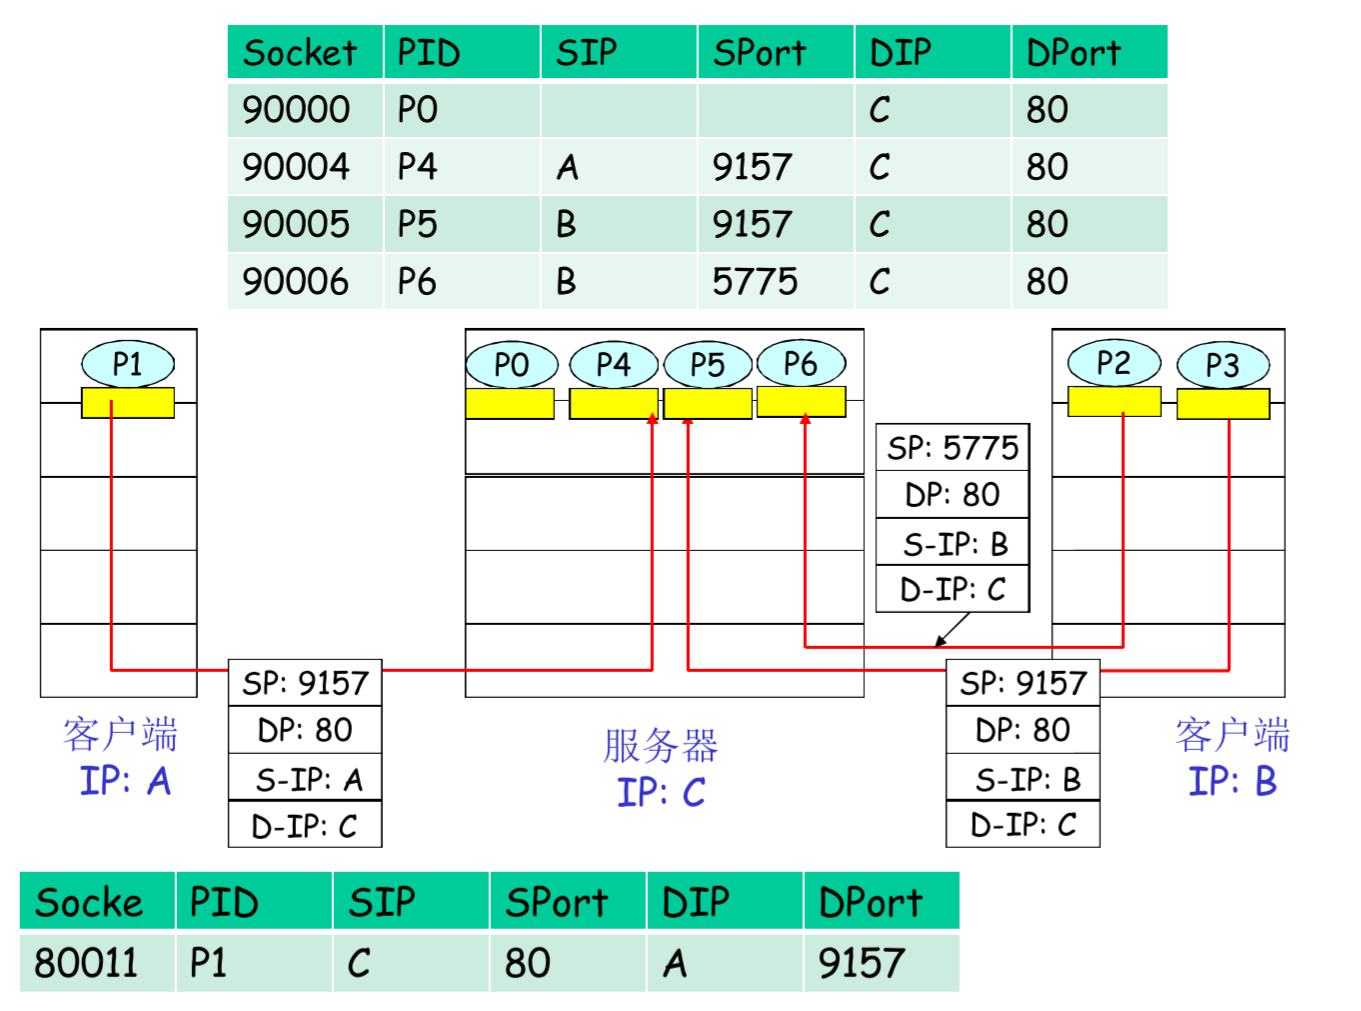 Socket PID SIP SPort DIP DPort
90000 P0 C 80
90004 P4 A 9157 C 80
90005 P5 B 9157 C 80
90006 P6 B 5775 C 80
P1
P0 P4 P5 P6
P2 P3
SP: 5775
DP: 80
S-IP: B
D-IP: C
SP: 9157
DP: 80
S-IP: A
D-IP: C
SP: 9157
DP: 80
S-IP: B
D-IP: C
客户端
IP: A
服务器
IP: C
客户端
IP: B
Socke PID SIP SPort DIP DPort
80011 P1 C 80 A 9157